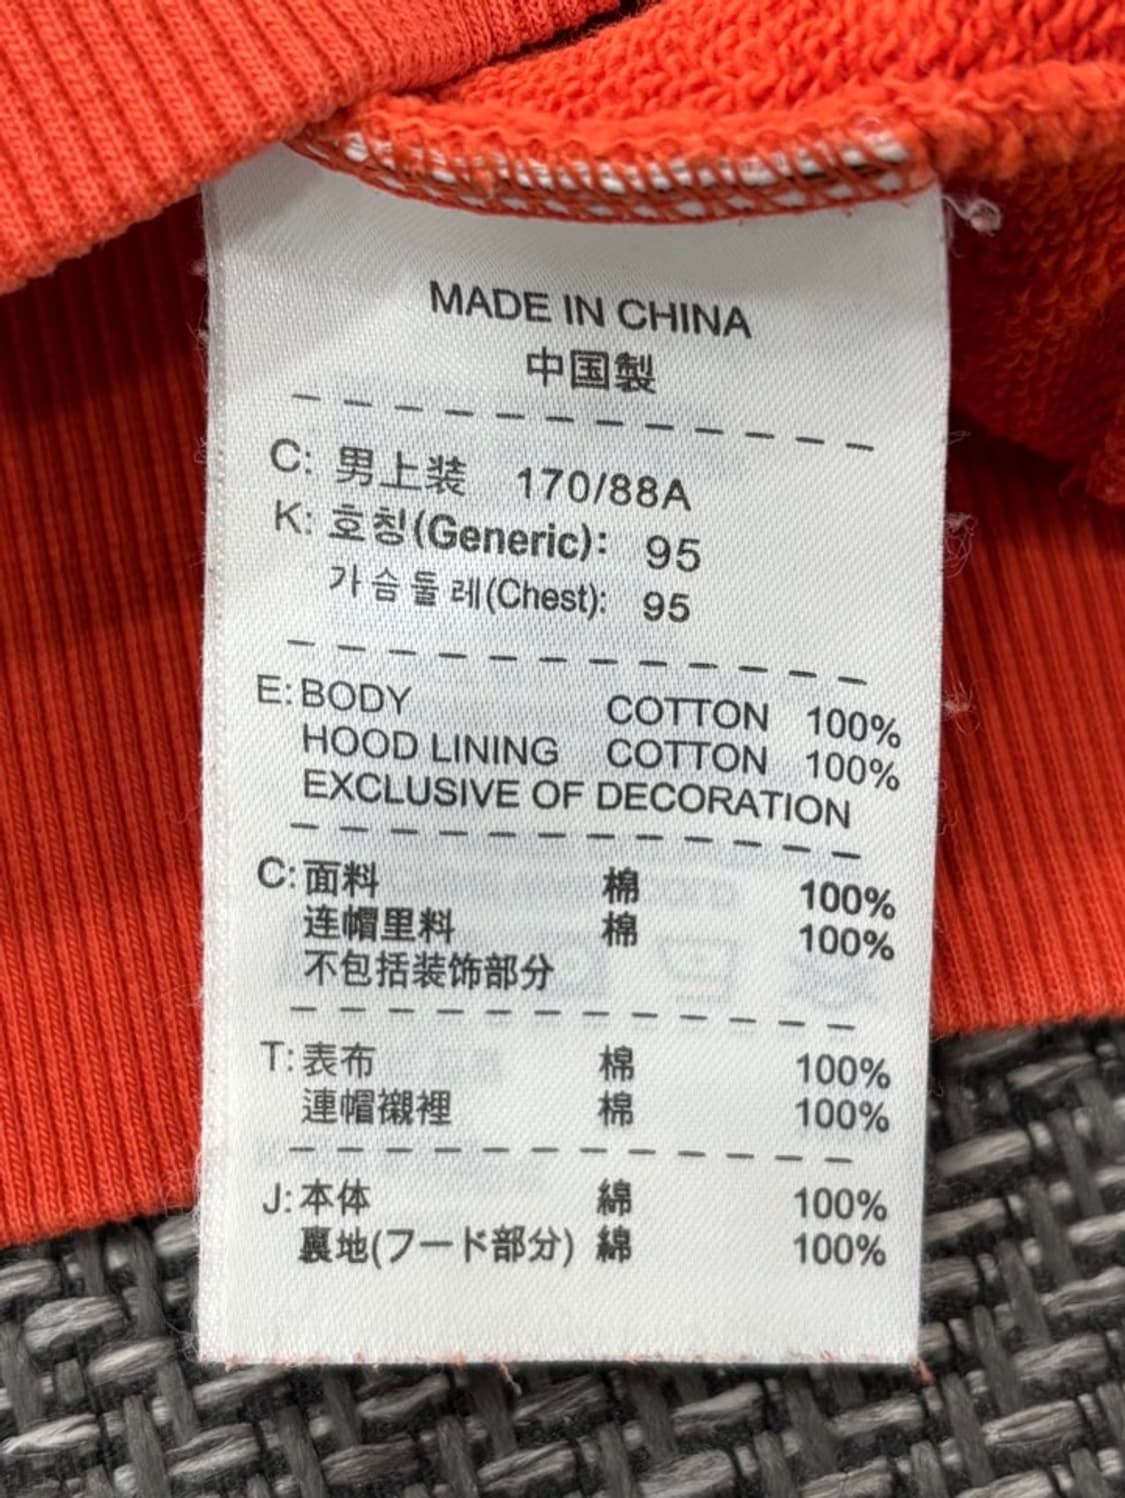 MADE IN CHINA
中国製
C: 男上装 170/88A
K: 호칭(Generic): 95
가슴둘레(Chest): 95
E: BODY COTTON 100%
HOOD LINING COTTON 100%
EXCLUSIVE OF DECORATION
C: 面料 棉 100%
连帽里料 棉 100%
不包括装饰部分
T: 表布 棉 100%
連帽襯裡 棉 100%
J: 本体 綿 100%
裏地(フード部分) 綿 100%